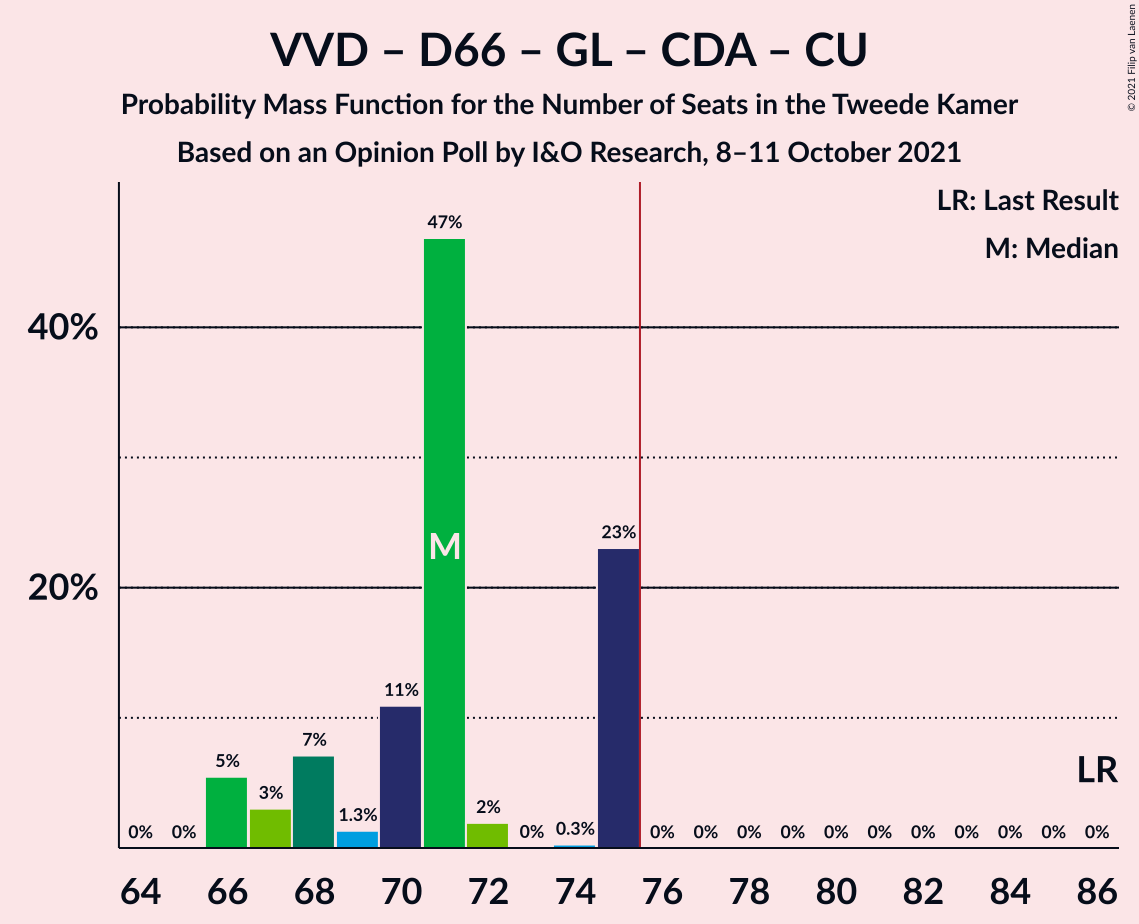 VVD – D66 – GL – CDA – CU
Probability Mass Function for the Number of Seats in the Tweede Kamer
Based on an Opinion Poll by I&O Research, 8–11 October 2021
© 2021 Filip van Laenen
LR: Last Result
M: Median
40%
20%
0% 0% 5% 3% 7% 1.3% 11% 47% 2% 0% 0.3% 23% 0% 0% 0% 0% 0% 0% 0% 0% 0% 0% 0%
M
LR
64 66 68 70 72 74 76 78 80 82 84 86